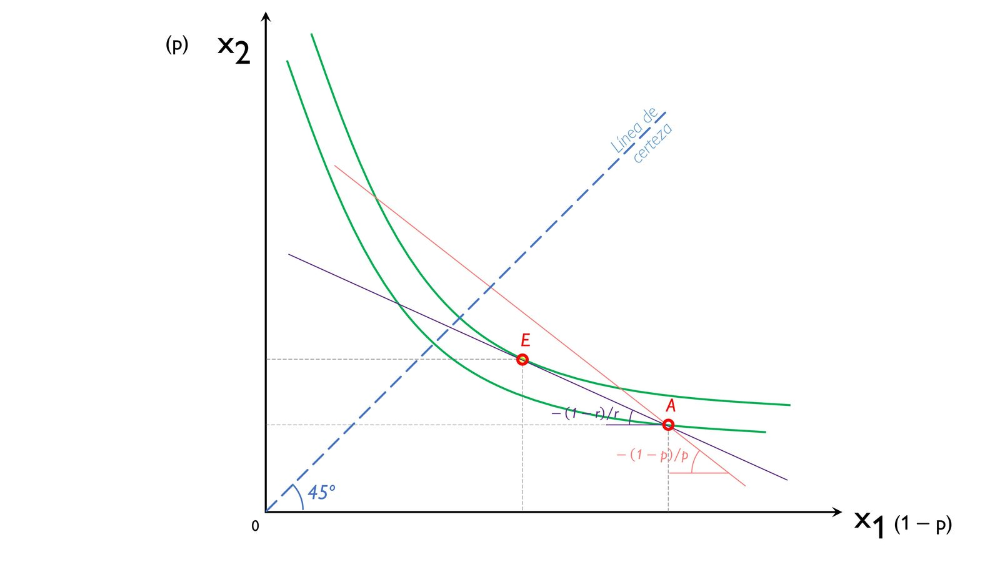 (p) x2
Línea de
certeza
E
A
− (1 − r)/r
− (1 − p)/p
45º
0
x1 (1 − p)